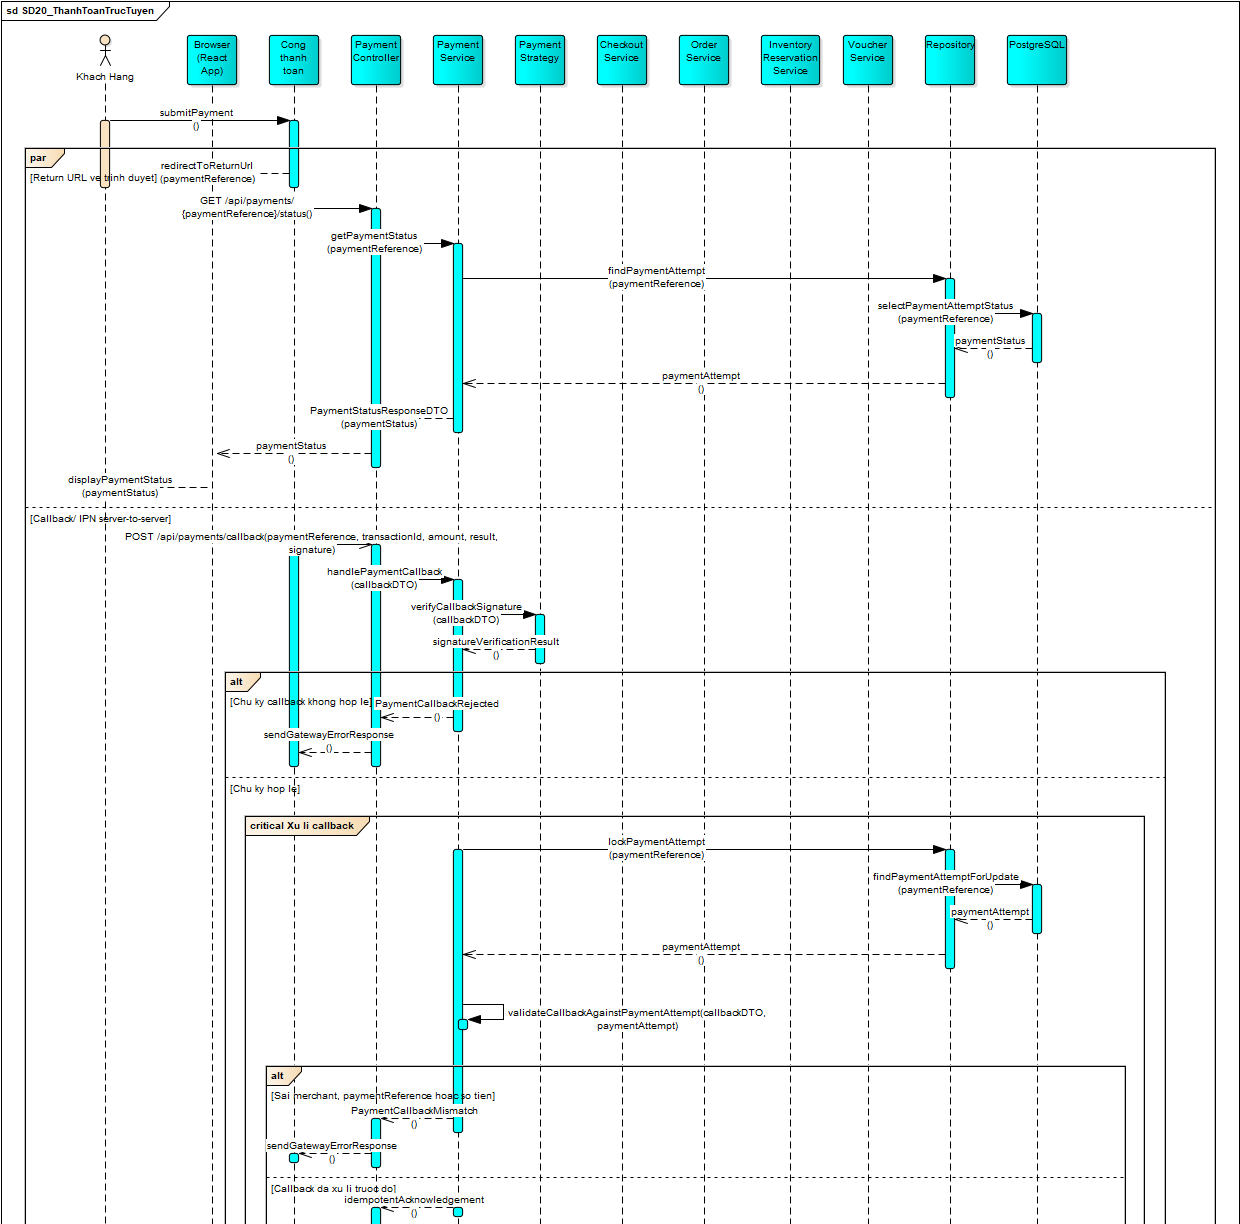 sd SD20_ThanhToanTrucTuyen
Khach Hang
Browser
(React
App)
Cong
thanh
toan
Payment
Controller
Payment
Service
Payment
Strategy
Checkout
Service
Order
Service
Inventory
Reservation
Service
Voucher
Service
Repository
PostgreSQL
submitPayment
()
par
[Return URL ve trinh duyet]
redirectToReturnUrl
(paymentReference)
GET /api/payments/
{paymentReference}/status()
getPaymentStatus
(paymentReference)
findPaymentAttempt
(paymentReference)
selectPaymentAttemptStatus
(paymentReference)
paymentStatus
()
paymentAttempt
()
PaymentStatusResponseDTO
(paymentStatus)
paymentStatus
()
displayPaymentStatus
(paymentStatus)
[Callback/ IPN server-to-server]
POST /api/payments/callback(paymentReference, transactionId, amount, result,
signature)
handlePaymentCallback
(callbackDTO)
verifyCallbackSignature
(callbackDTO)
signatureVerificationResult
()
alt
[Chu ky callback khong hop le]
PaymentCallbackRejected
()
sendGatewayErrorResponse
()
[Chu ky hop le]
critical Xu li callback
lockPaymentAttempt
(paymentReference)
findPaymentAttemptForUpdate
(paymentReference)
paymentAttempt
()
paymentAttempt
()
validateCallbackAgainstPaymentAttempt(callbackDTO,
paymentAttempt)
alt
[Sai merchant, paymentReference hoac so tien]
PaymentCallbackMismatch
()
sendGatewayErrorResponse
()
[Callback da xu li truoc do]
idempotentAcknowledgement
()